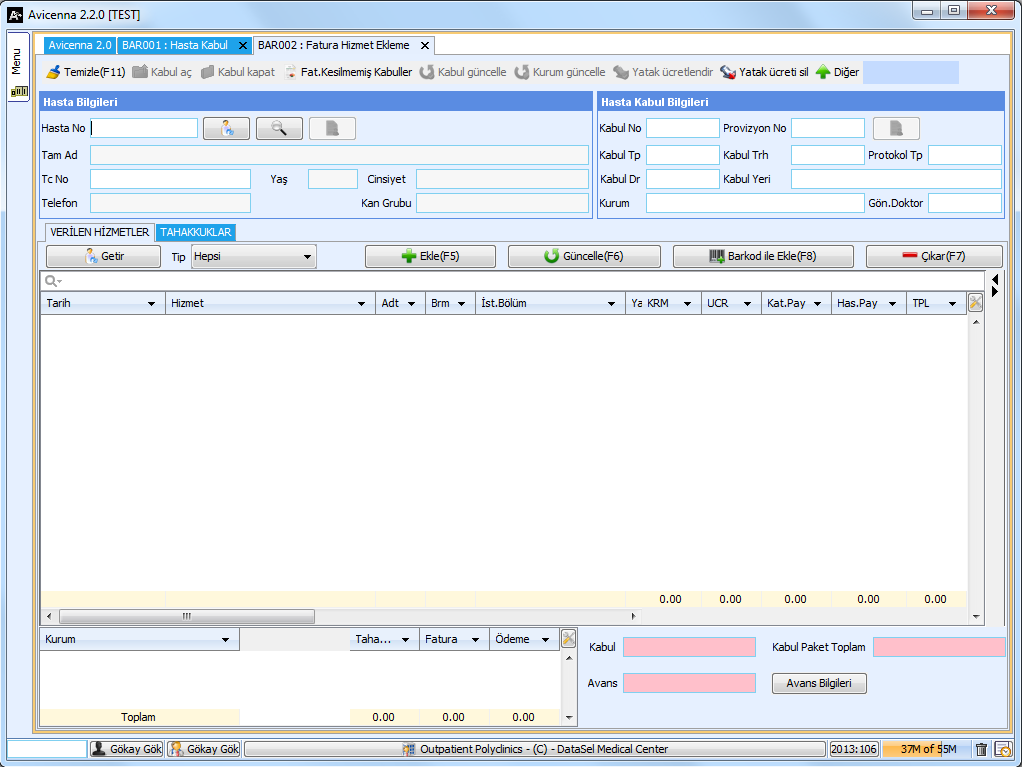 Avicenna 2.2.0 [TEST]
Menu
Avicenna 2.0 BAR001 : Hasta Kabul BAR002 : Fatura Hizmet Ekleme
Temizle(F11) Kabul aç Kabul kapat Fat.Kesilmemiş Kabuller Kabul güncelle Kurum güncelle Yatak ücretlendir Yatak ücreti sil Diğer
Hasta Bilgileri Hasta Kabul Bilgileri
Hasta No Kabul No Provizyon No
Tam Ad Kabul Tp Kabul Trh Protokol Tp
Tc No Yaş Cinsiyet Kabul Dr Kabul Yeri
Telefon Kan Grubu Kurum Gön.Doktor
VERİLEN HİZMETLER TAHAKKUKLAR
Getir Tip Hepsi Ekle(F5) Güncelle(F6) Barkod ile Ekle(F8) Çıkar(F7)
Tarih Hizmet Adt Brm İst.Bölüm Ya KRM UCR Kat.Pay Has.Pay TPL
0.00 0.00 0.00 0.00 0.00
Kurum Taha... Fatura Ödeme
Kabul Kabul Paket Toplam
Avans Avans Bilgileri
Toplam 0.00 0.00 0.00
Gökay Gök Gökay Gök Outpatient Polyclinics - (C) - DataSel Medical Center 2013:106 37M of 55M